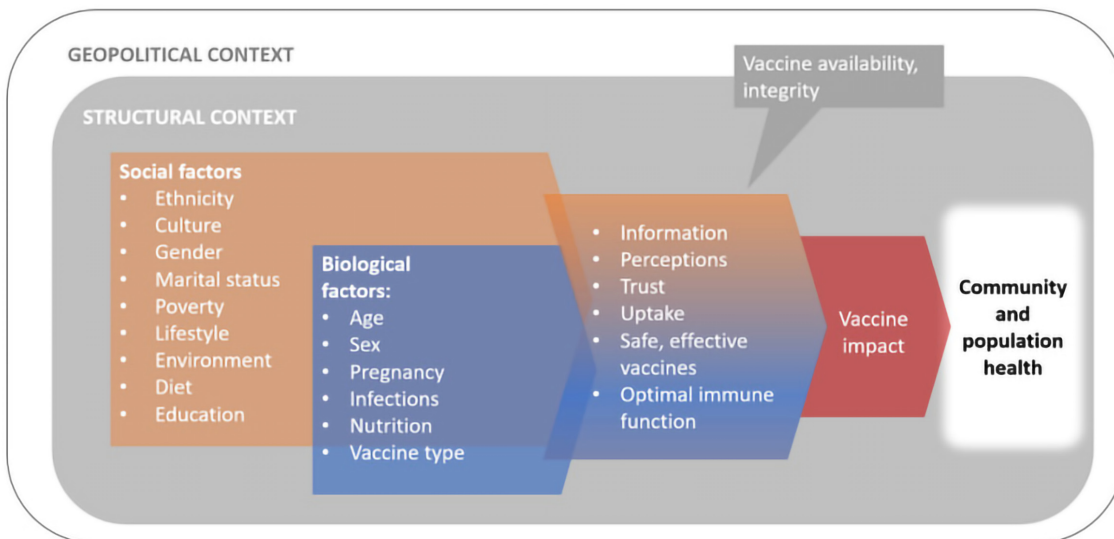 GEOPOLITICAL CONTEXT
Vaccine availability,
integrity
STRUCTURAL CONTEXT
Social factors
• Ethnicity
• Culture
• Gender
• Marital status
• Poverty
• Lifestyle
• Environment
• Diet
• Education
Biological
factors:
• Age
• Sex
• Pregnancy
• Infections
• Nutrition
• Vaccine type
• Information
• Perceptions
• Trust
• Uptake
• Safe, effective
vaccines
• Optimal immune
function
Vaccine
impact
Community
and
population
health